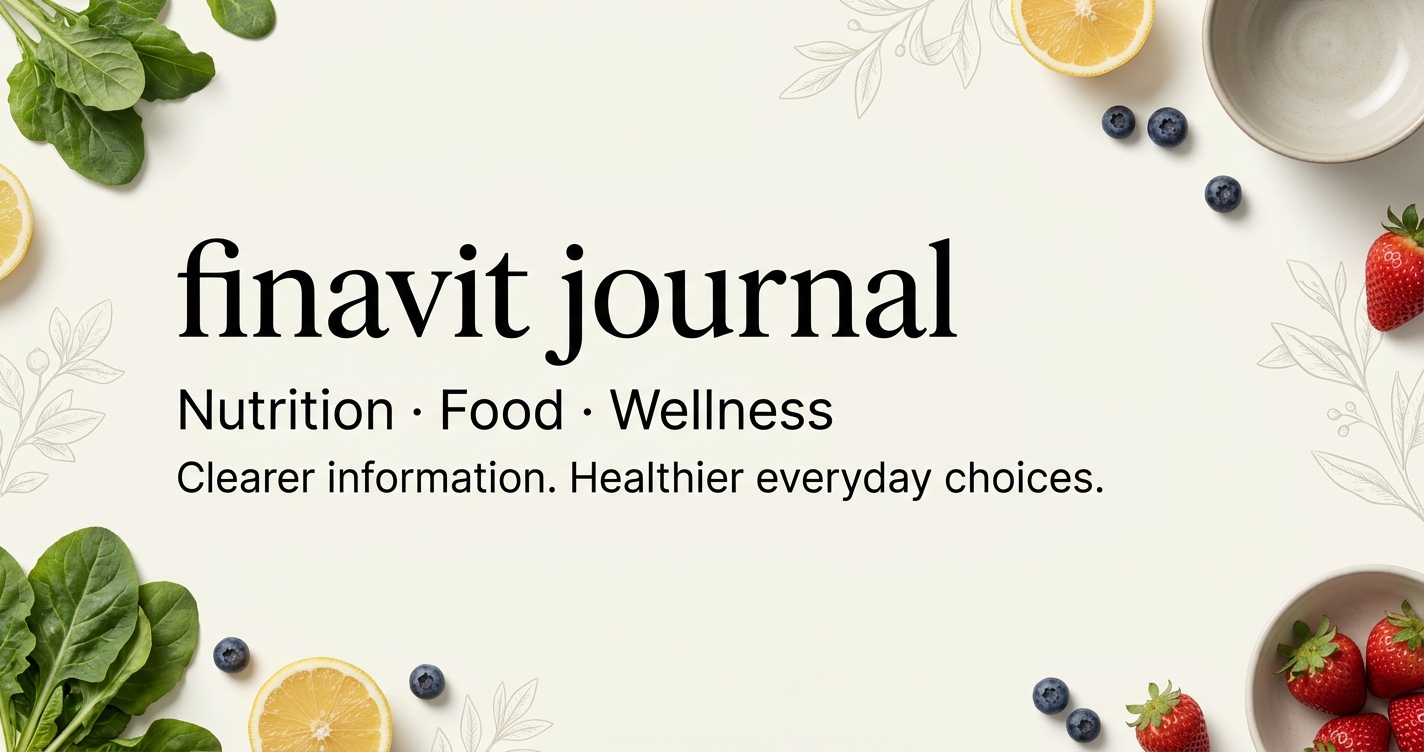 finavit journal
Nutrition · Food · Wellness
Clearer information. Healthier everyday choices.